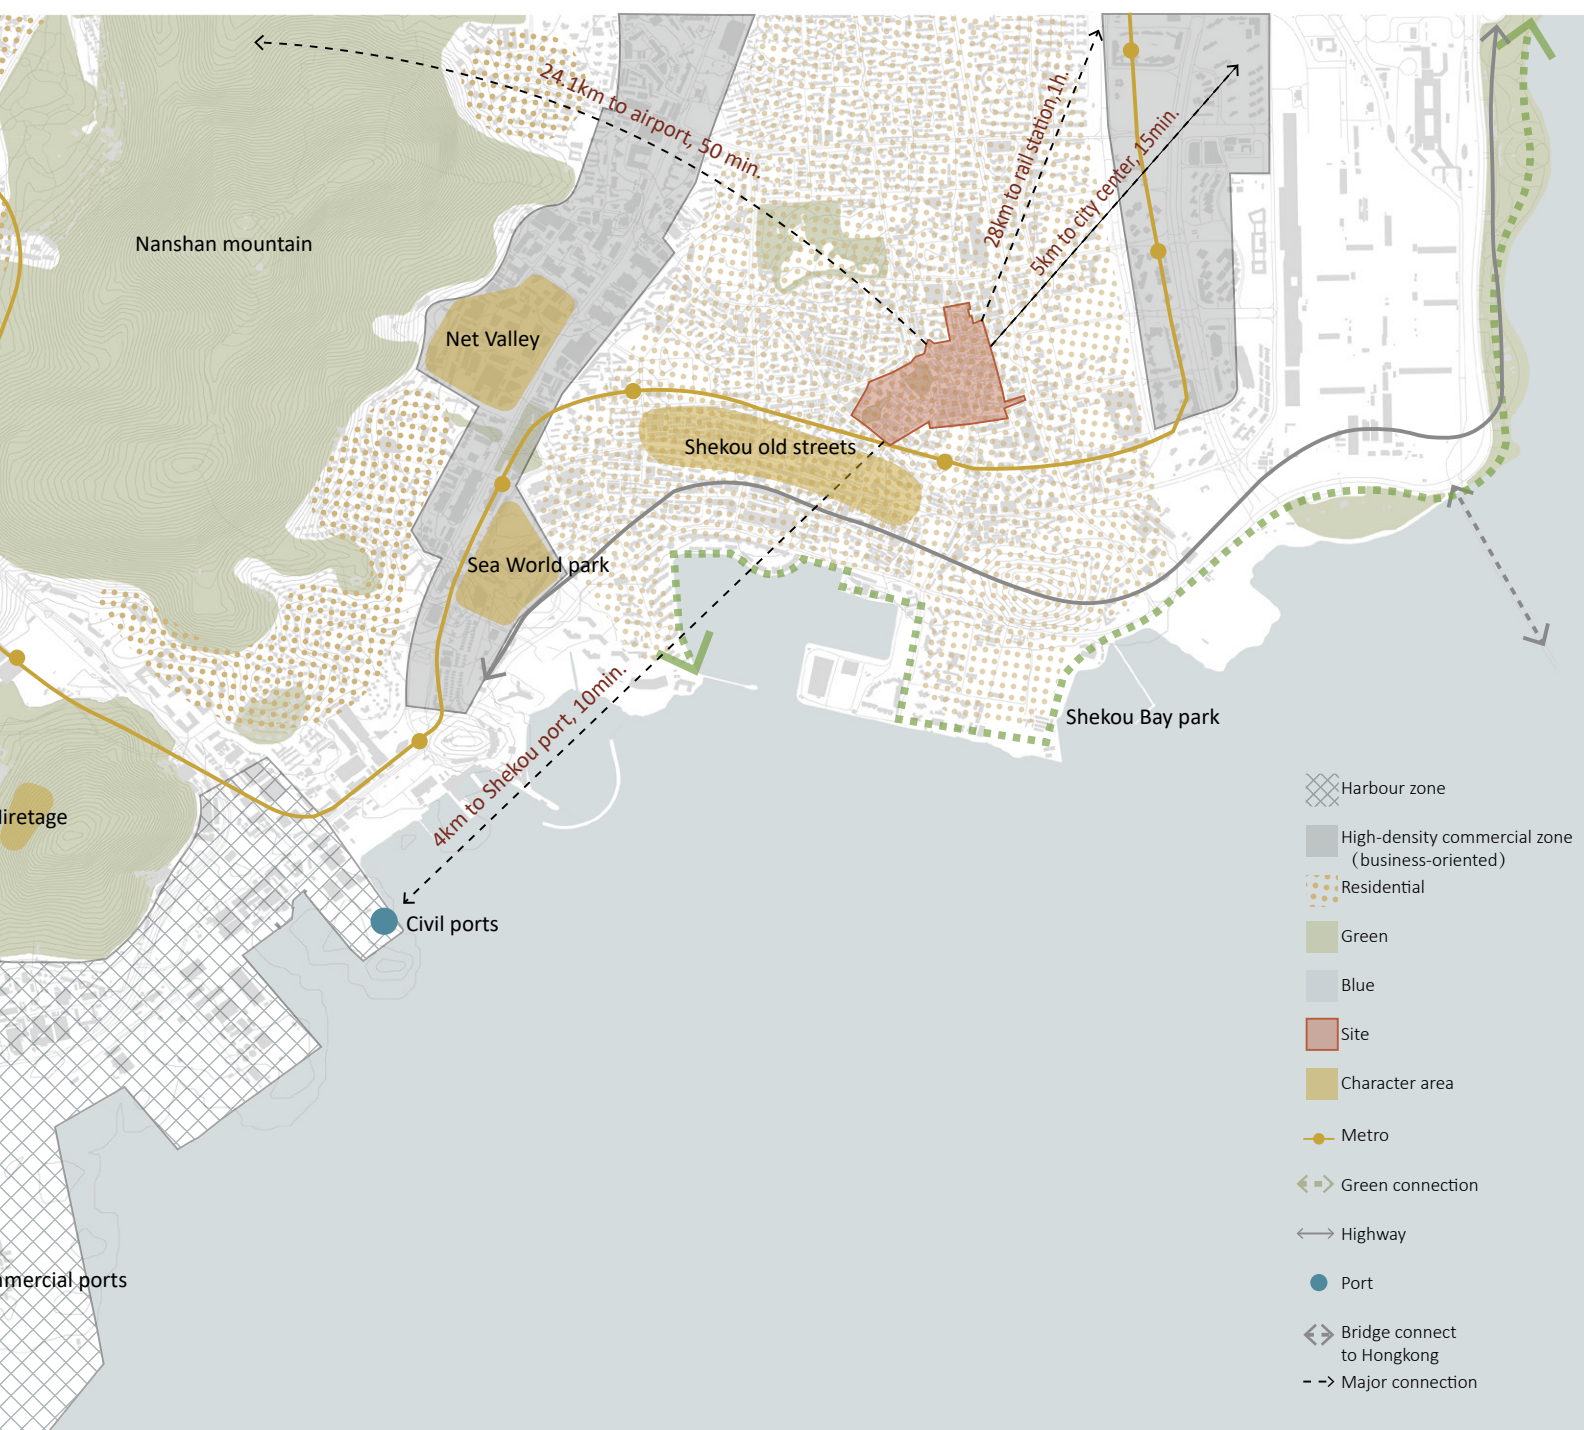 24.1km to airport, 50 min.
28km to rail station,1h.
5km to city center, 15min.
Nanshan mountain
Net Valley
Shekou old streets
Sea World park
4km to Shekou port, 10min.
Shekou Bay park
iretage
Civil ports
mercial ports
Harbour zone
High-density commercial zone
（business-oriented）
Residential
Green
Blue
Site
Character area
Metro
Green connection
Highway
Port
Bridge connect
to Hongkong
Major connection